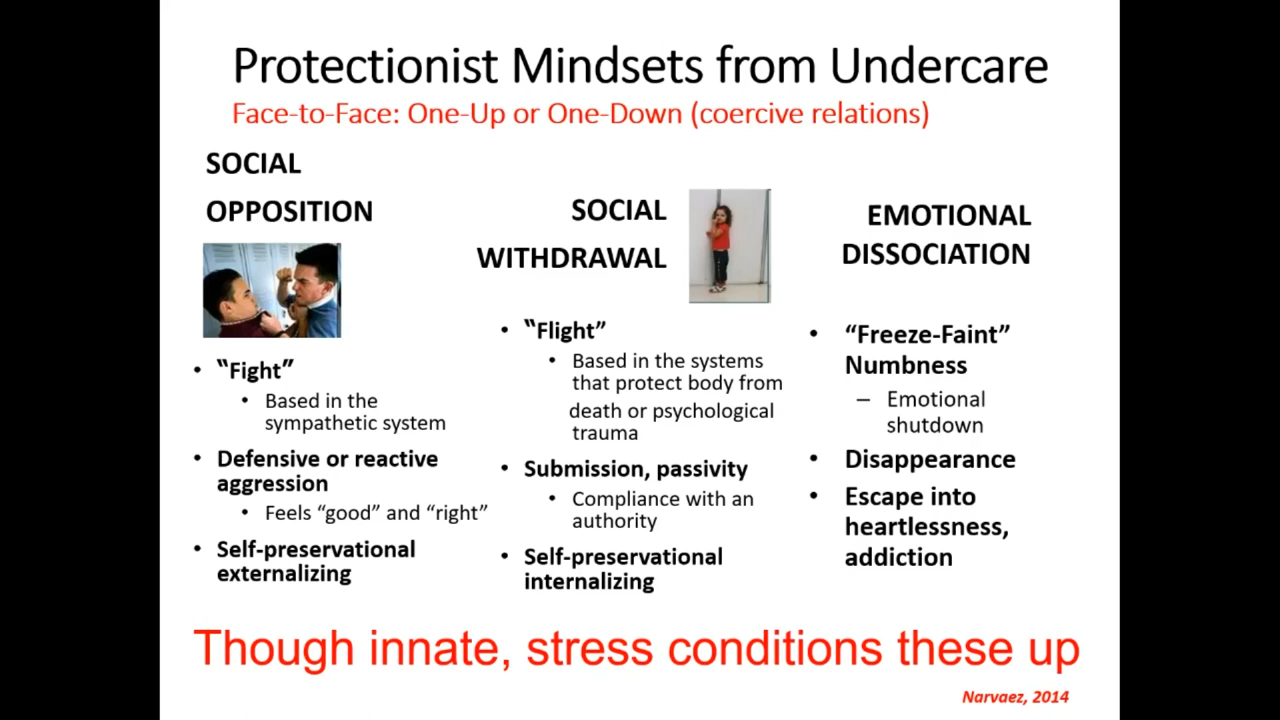 Protectionist Mindsets from Undercare
Face-to-Face: One-Up or One-Down (coercive relations)
SOCIAL
OPPOSITION
• “Fight”
• Based in the
sympathetic system
• Defensive or reactive
aggression
• Feels “good” and “right”
• Self-preservational
externalizing
SOCIAL
WITHDRAWAL
• “Flight”
• Based in the systems
that protect body from
death or psychological
trauma
• Submission, passivity
• Compliance with an
authority
• Self-preservational
internalizing
EMOTIONAL
DISSOCIATION
• “Freeze-Faint”
Numbness
– Emotional
shutdown
• Disappearance
• Escape into
heartlessness,
addiction
Though innate, stress conditions these up
Narvaez, 2014